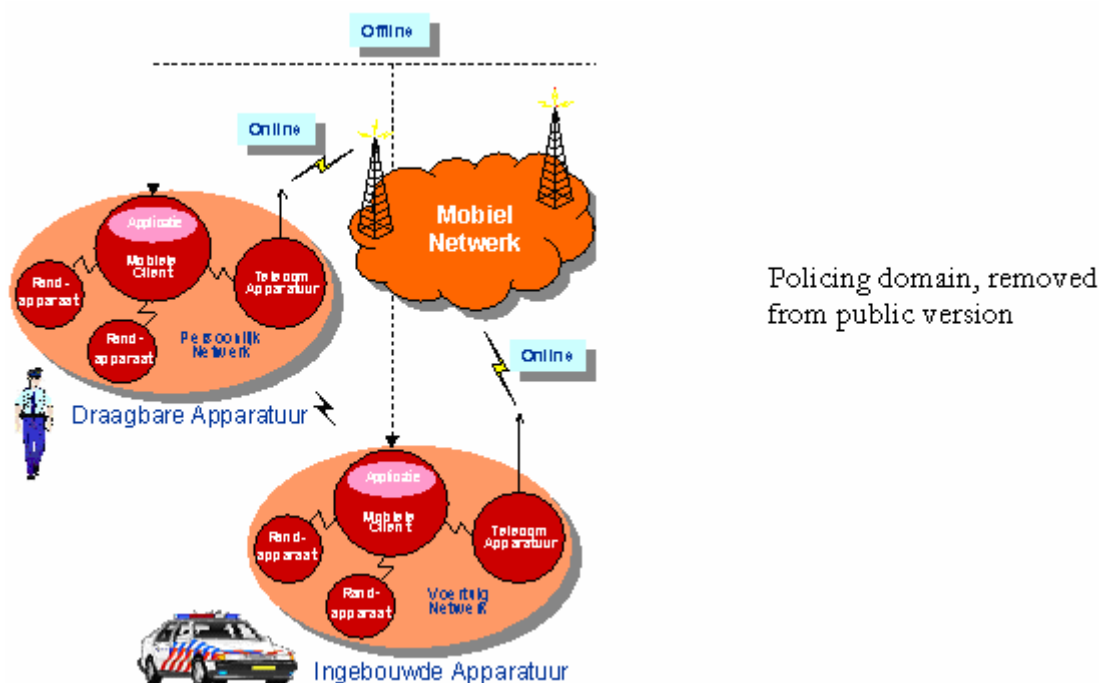 Offline
Online
Mobiel
Netwerk
Applicatie
Mobiele
Client
Rand-
apparaat
Rand-
apparaat
Telecom
Apparatuur
Persoonlijk
Netwerk
Draagbare Apparatuur
Online
Applicatie
Mobiele
Client
Rand-
apparaat
Rand-
apparaat
Telecom
Apparatuur
Voertuig
Netwerk
Ingebouwde Apparatuur
Policing domain, removed
from public version